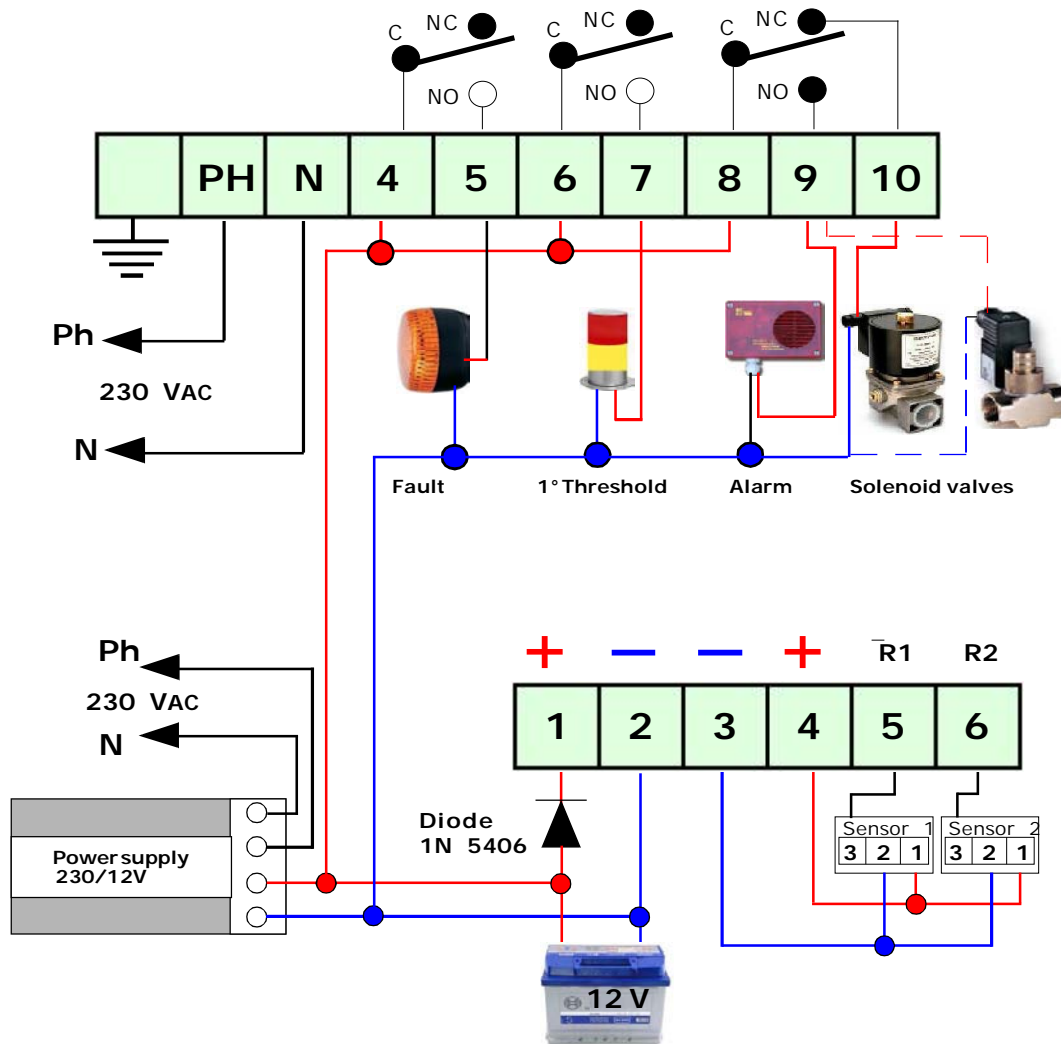 C NC C NC C NC
NO NO NO
PH N 4 5 6 7 8 9 10
Ph
230 VAC
N
Fault 1° Threshold Alarm Solenoid valves
Ph
230 VAC
N
+ — — + ‾R1 R2
1 2 3 4 5 6
Diode
1N 5406
Sensor 1 Sensor 2
3 2 1 3 2 1
Power supply
230/12V
12 V